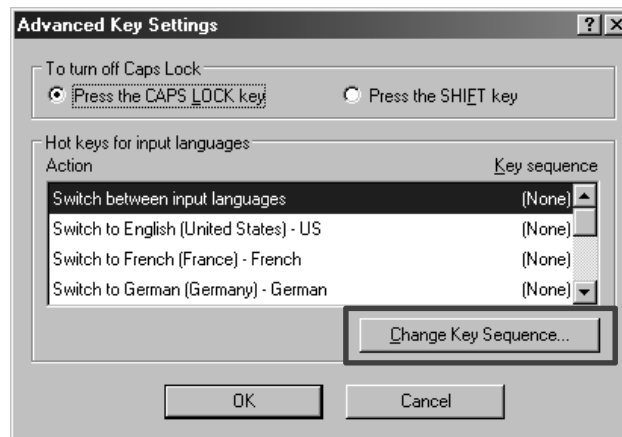 Advanced Key Settings
To turn off Caps Lock
Press the CAPS LOCK key Press the SHIFT key
Hot keys for input languages
Action Key sequence
Switch between input languages (None)
Switch to English (United States) - US (None)
Switch to French (France) - French (None)
Switch to German (Germany) - German (None)
Change Key Sequence...
OK Cancel